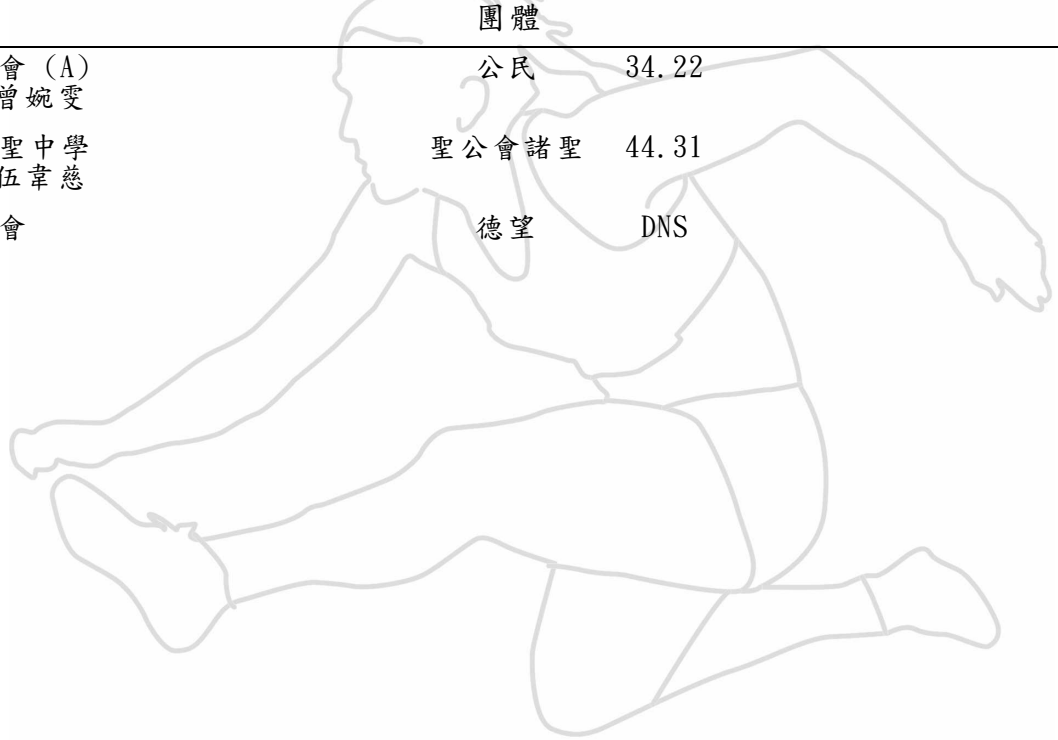 團體
會 (A) 公民 34.22
曾婉雯
聖中學 聖公會諸聖 44.31
伍韋慈
會 德望 DNS